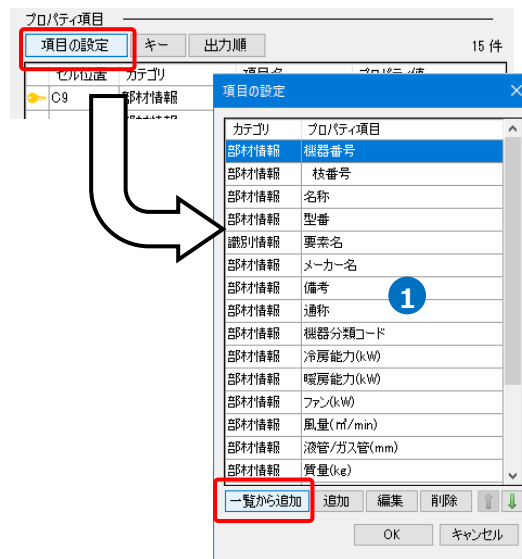 プロパティ項目
項目の設定 キー 出力順 15 件
セル位置 カテゴリ 項目名 プロパティ値
C9 部材情報
項目の設定
カテゴリ プロパティ項目
部材情報 機器番号
部材情報 枝番号
部材情報 名称
部材情報 型番
識別情報 要素名
部材情報 メーカー名
部材情報 備考
1
部材情報 通称
部材情報 機器分類コード
部材情報 冷房能力(kW)
部材情報 暖房能力(kW)
部材情報 ファン(kW)
部材情報 風量(㎥/min)
部材情報 液管/ガス管(mm)
部材情報 質量(kg)
一覧から追加 追加 編集 削除
OK キャンセル